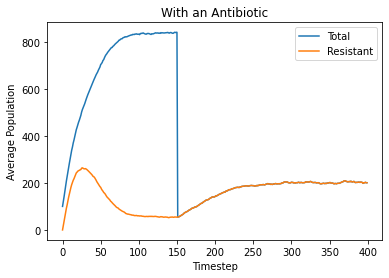 With an Antibiotic
Total
Resistant
Average Population
800
600
400
200
0
0 50 100 150 200 250 300 350 400
Timestep